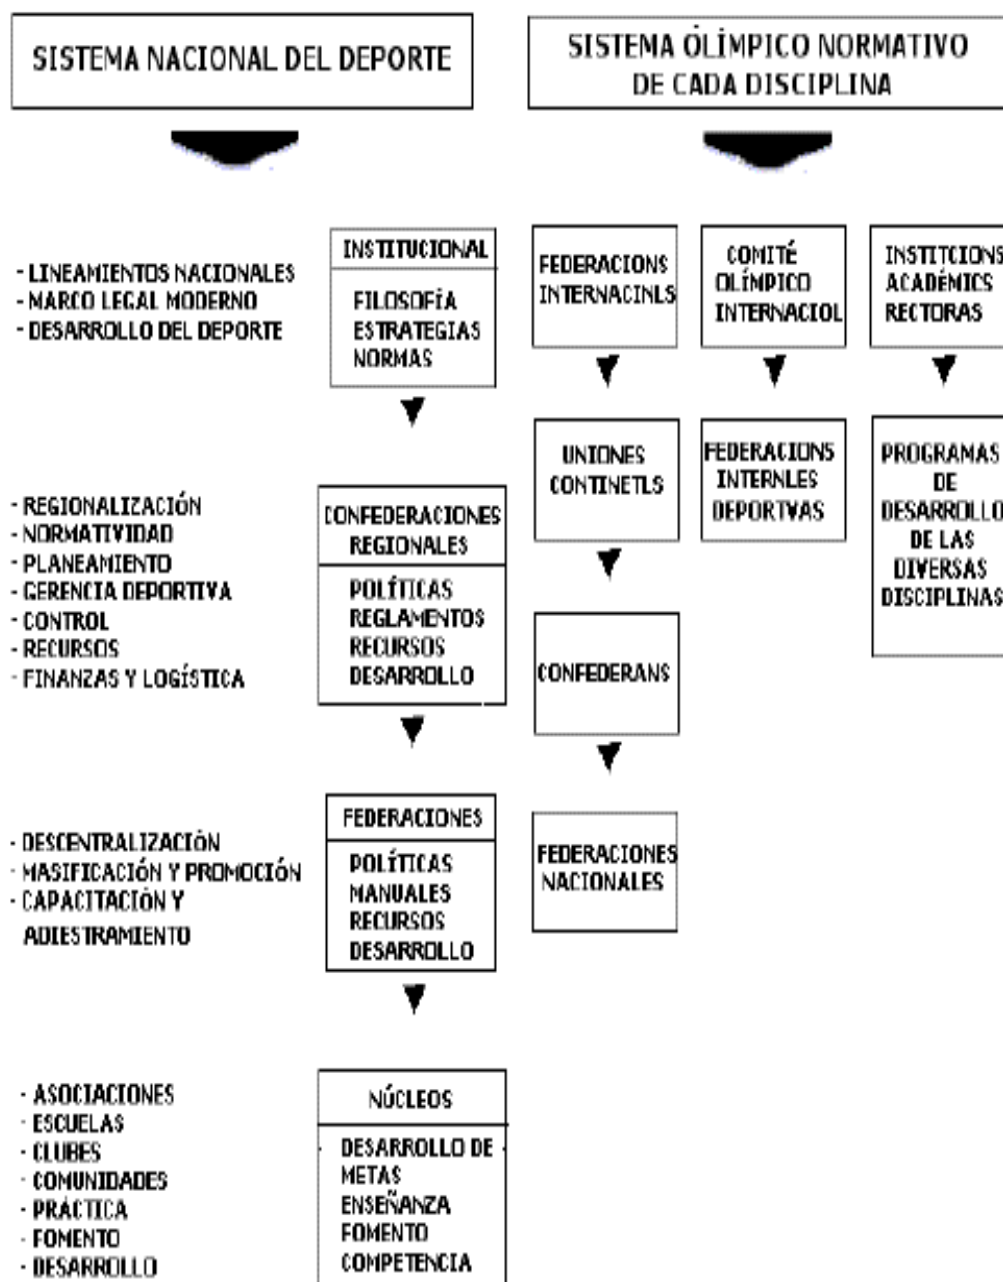 SISTEMA NACIONAL DEL DEPORTE
SISTEMA ÓLÍMPICO NORMATIVO
DE CADA DISCIPLINA
- LINEAMIENTOS NACIONALES
- MARCO LEGAL MODERNO
- DESARROLLO DEL DEPORTE
INSTITUCIONAL
FILOSOFÍA
ESTRATEGIAS
NORMAS
- REGIONALIZACIÓN
- NORMATIVIDAD
- PLANEAMIENTO
- GERENCIA DEPORTIVA
- CONTROL
- RECURSOS
- FINANZAS Y LOGÍSTICA
CONFEDERACIONES
REGIONALES
POLÍTICAS
REGLAMENTOS
RECURSOS
DESARROLLO
- DESCENTRALIZACIÓN
- MASIFICACIÓN Y PROMOCIÓN
- CAPACITACIÓN Y
ADIESTRAMIENTO
FEDERACIONES
POLÍTICAS
MANUALES
RECURSOS
DESARROLLO
- ASOCIACIONES
- ESCUELAS
- CLUBES
- COMUNIDADES
- PRÁCTICA
- FOMENTO
- DESARROLLO
NÚCLEOS
DESARROLLO DE
METAS
ENSEÑANZA
FOMENTO
COMPETENCIA
FEDERACIONS
INTERNACINLS
UNIONES
CONTINETLS
CONFEDERANS
FEDERACIONES
NACIONALES
COMITÉ
OLÍMPICO
INTERNACIOL
FEDERACIONS
INTERNLES
DEPORTVAS
INSTITCIONS
ACADÉMICS
RECTORAS
PROGRAMAS
DE
DESARROLLO
DE LAS
DIVERSAS
DISCIPLINAS